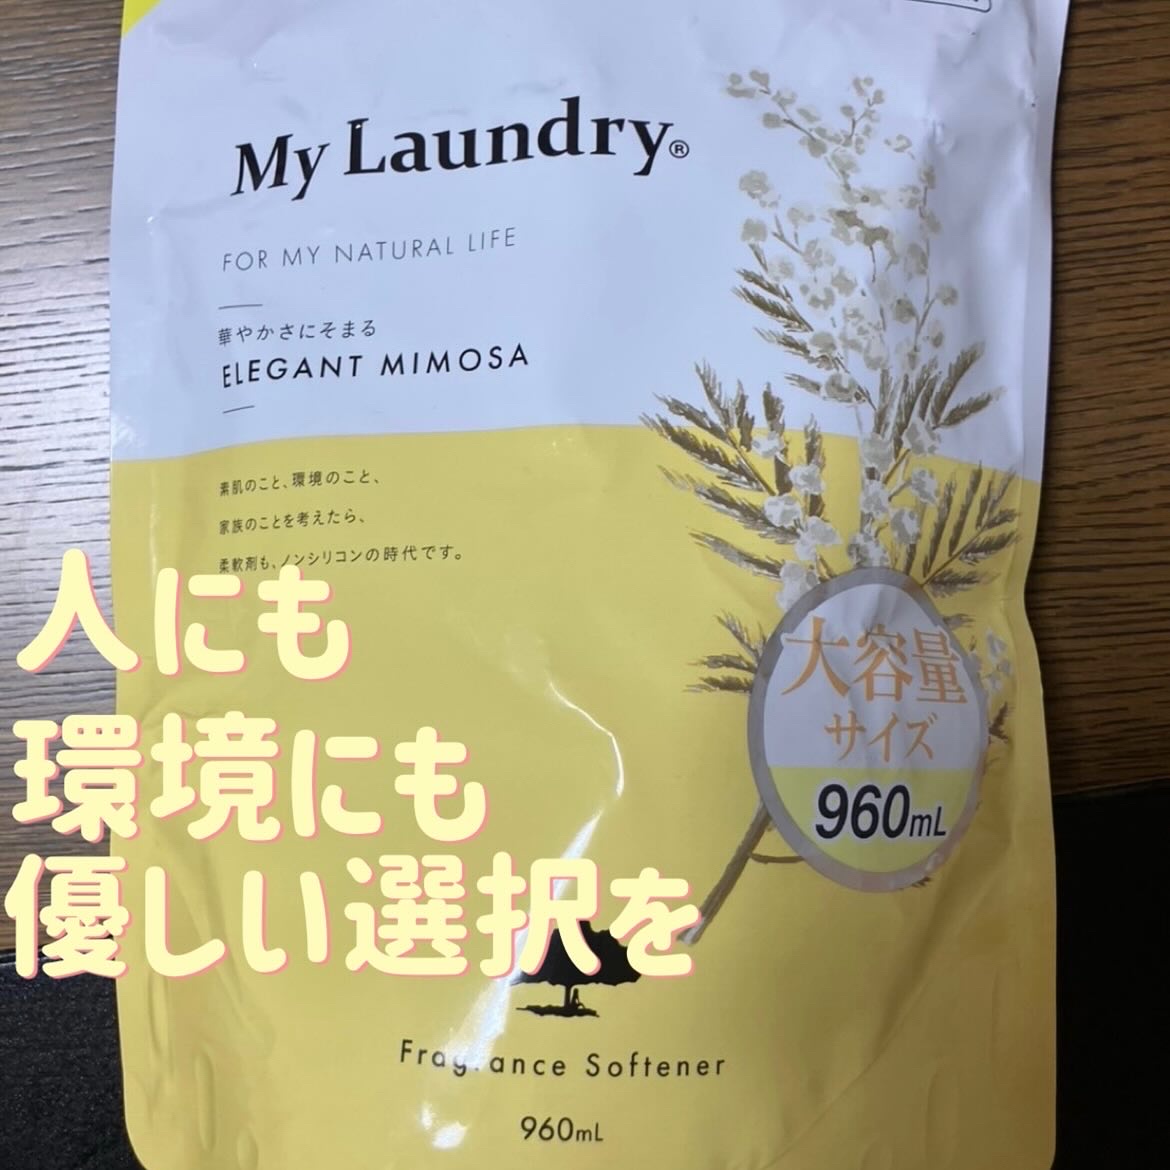 My Laundry®
FOR MY NATURAL LIFE
華やかさにそまる
ELEGANT MIMOSA
素肌のこと、環境のこと、
家族のことを考えたら、
柔軟剤も、ノンシリコンの時代です。
人にも
環境にも
優しい選択を
大容量
サイズ
960mL
Fragrance Softener
960mL